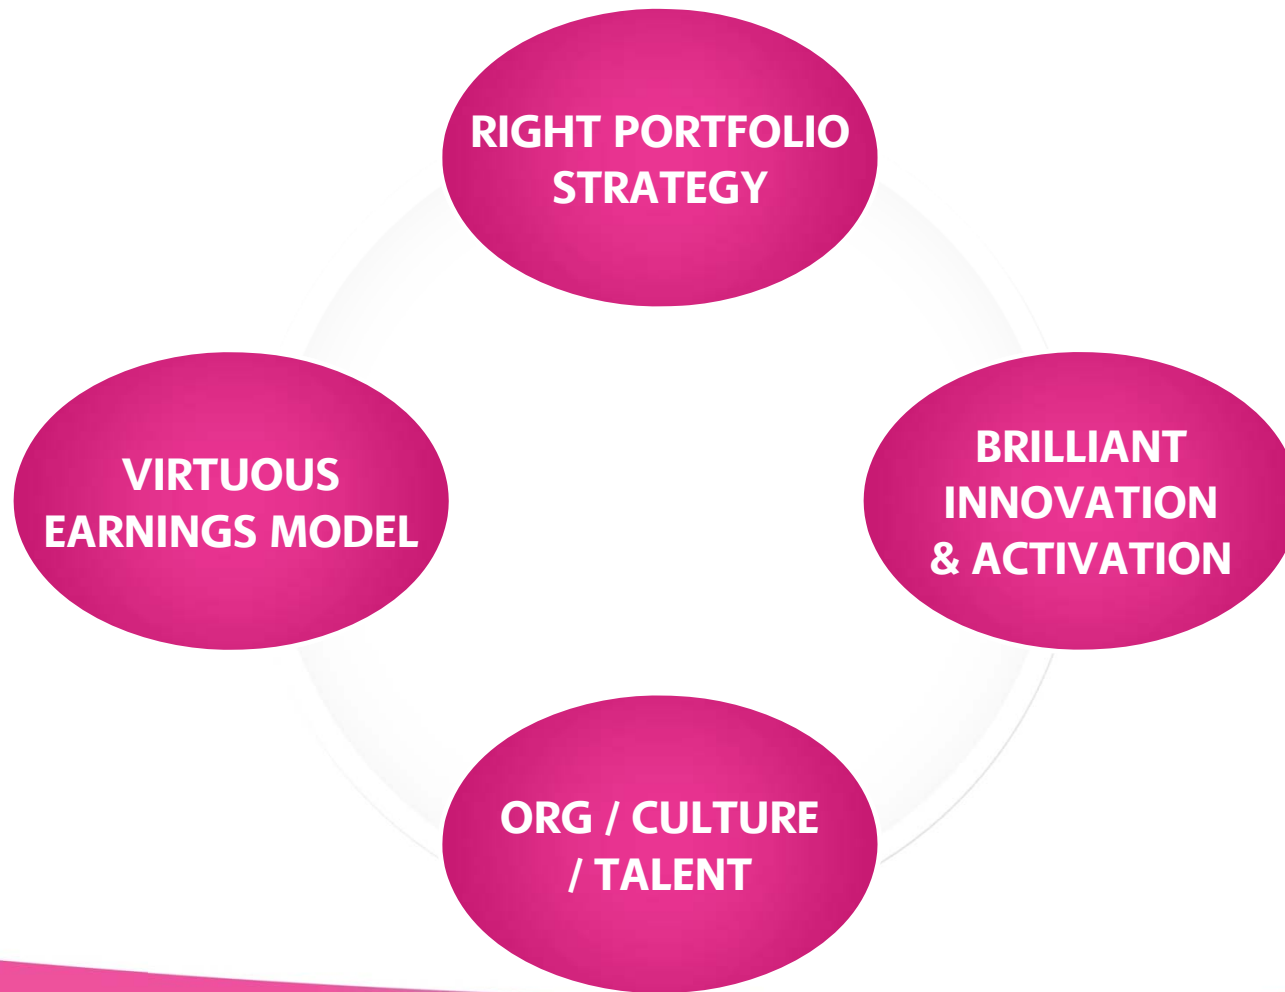 RIGHT PORTFOLIO
STRATEGY
VIRTUOUS
EARNINGS MODEL
BRILLIANT
INNOVATION
& ACTIVATION
ORG / CULTURE
/ TALENT